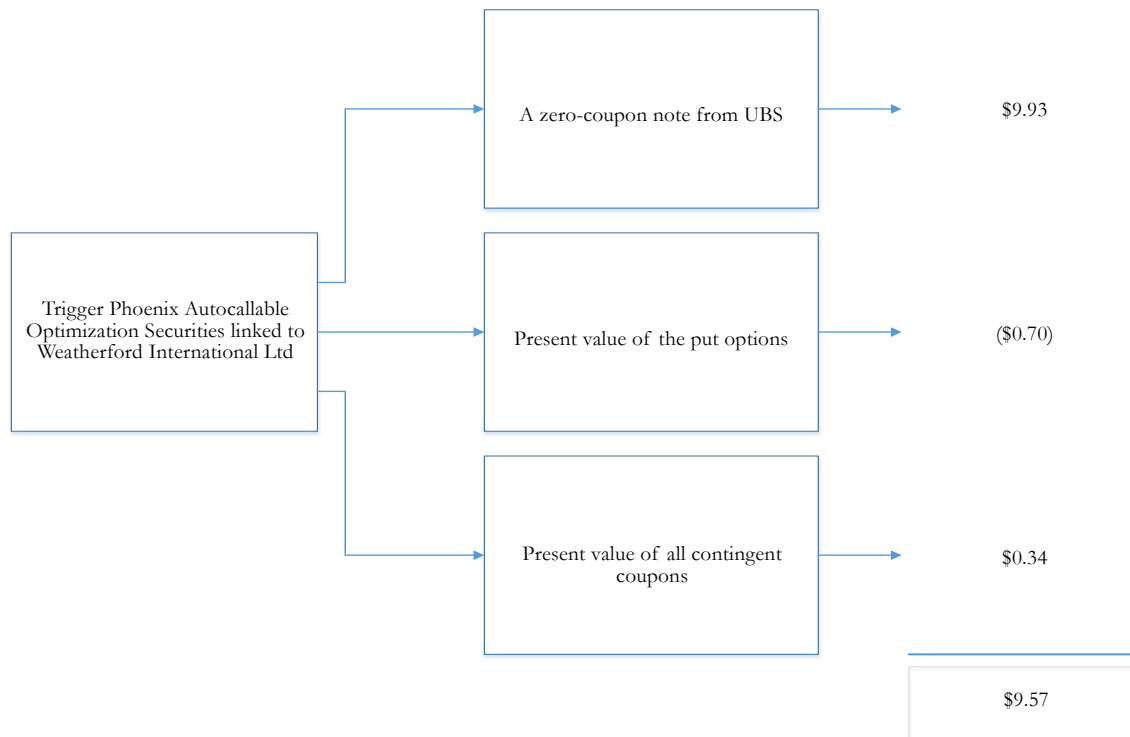 A zero-coupon note from UBS
$9.93
Trigger Phoenix Autocallable
Optimization Securities linked to
Weatherford International Ltd
Present value of the put options
($0.70)
Present value of all contingent
coupons
$0.34
$9.57